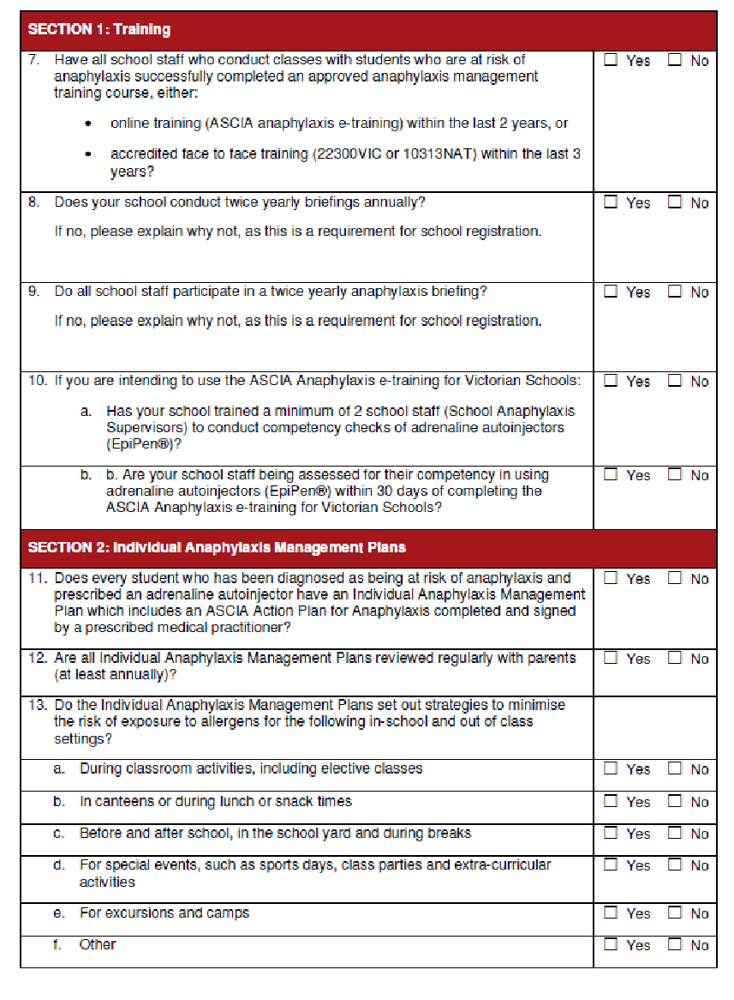 SECTION 1: Training
7. Have all school staff who conduct classes with students who are at risk of ☐ Yes ☐ No
anaphylaxis successfully completed an approved anaphylaxis management
training course, either:
• online training (ASCIA anaphylaxis e-training) within the last 2 years, or
• accredited face to face training (22300VIC or 10313NAT) within the last 3
years?
8. Does your school conduct twice yearly briefings annually? ☐ Yes ☐ No
If no, please explain why not, as this is a requirement for school registration.
9. Do all school staff participate in a twice yearly anaphylaxis briefing? ☐ Yes ☐ No
If no, please explain why not, as this is a requirement for school registration.
10. If you are intending to use the ASCIA Anaphylaxis e-training for Victorian Schools: ☐ Yes ☐ No
a. Has your school trained a minimum of 2 school staff (School Anaphylaxis
Supervisors) to conduct competency checks of adrenaline autoinjectors
(EpiPen®)?
b. b. Are your school staff being assessed for their competency in using ☐ Yes ☐ No
adrenaline autoinjectors (EpiPen®) within 30 days of completing the
ASCIA Anaphylaxis e-training for Victorian Schools?
SECTION 2: Individual Anaphylaxis Management Plans
11. Does every student who has been diagnosed as being at risk of anaphylaxis and ☐ Yes ☐ No
prescribed an adrenaline autoinjector have an Individual Anaphylaxis Management
Plan which includes an ASCIA Action Plan for Anaphylaxis completed and signed
by a prescribed medical practitioner?
12. Are all Individual Anaphylaxis Management Plans reviewed regularly with parents ☐ Yes ☐ No
(at least annually)?
13. Do the Individual Anaphylaxis Management Plans set out strategies to minimise
the risk of exposure to allergens for the following in-school and out of class
settings?
a. During classroom activities, including elective classes ☐ Yes ☐ No
b. In canteens or during lunch or snack times ☐ Yes ☐ No
c. Before and after school, in the school yard and during breaks ☐ Yes ☐ No
d. For special events, such as sports days, class parties and extra-curricular ☐ Yes ☐ No
activities
e. For excursions and camps ☐ Yes ☐ No
f. Other ☐ Yes ☐ No